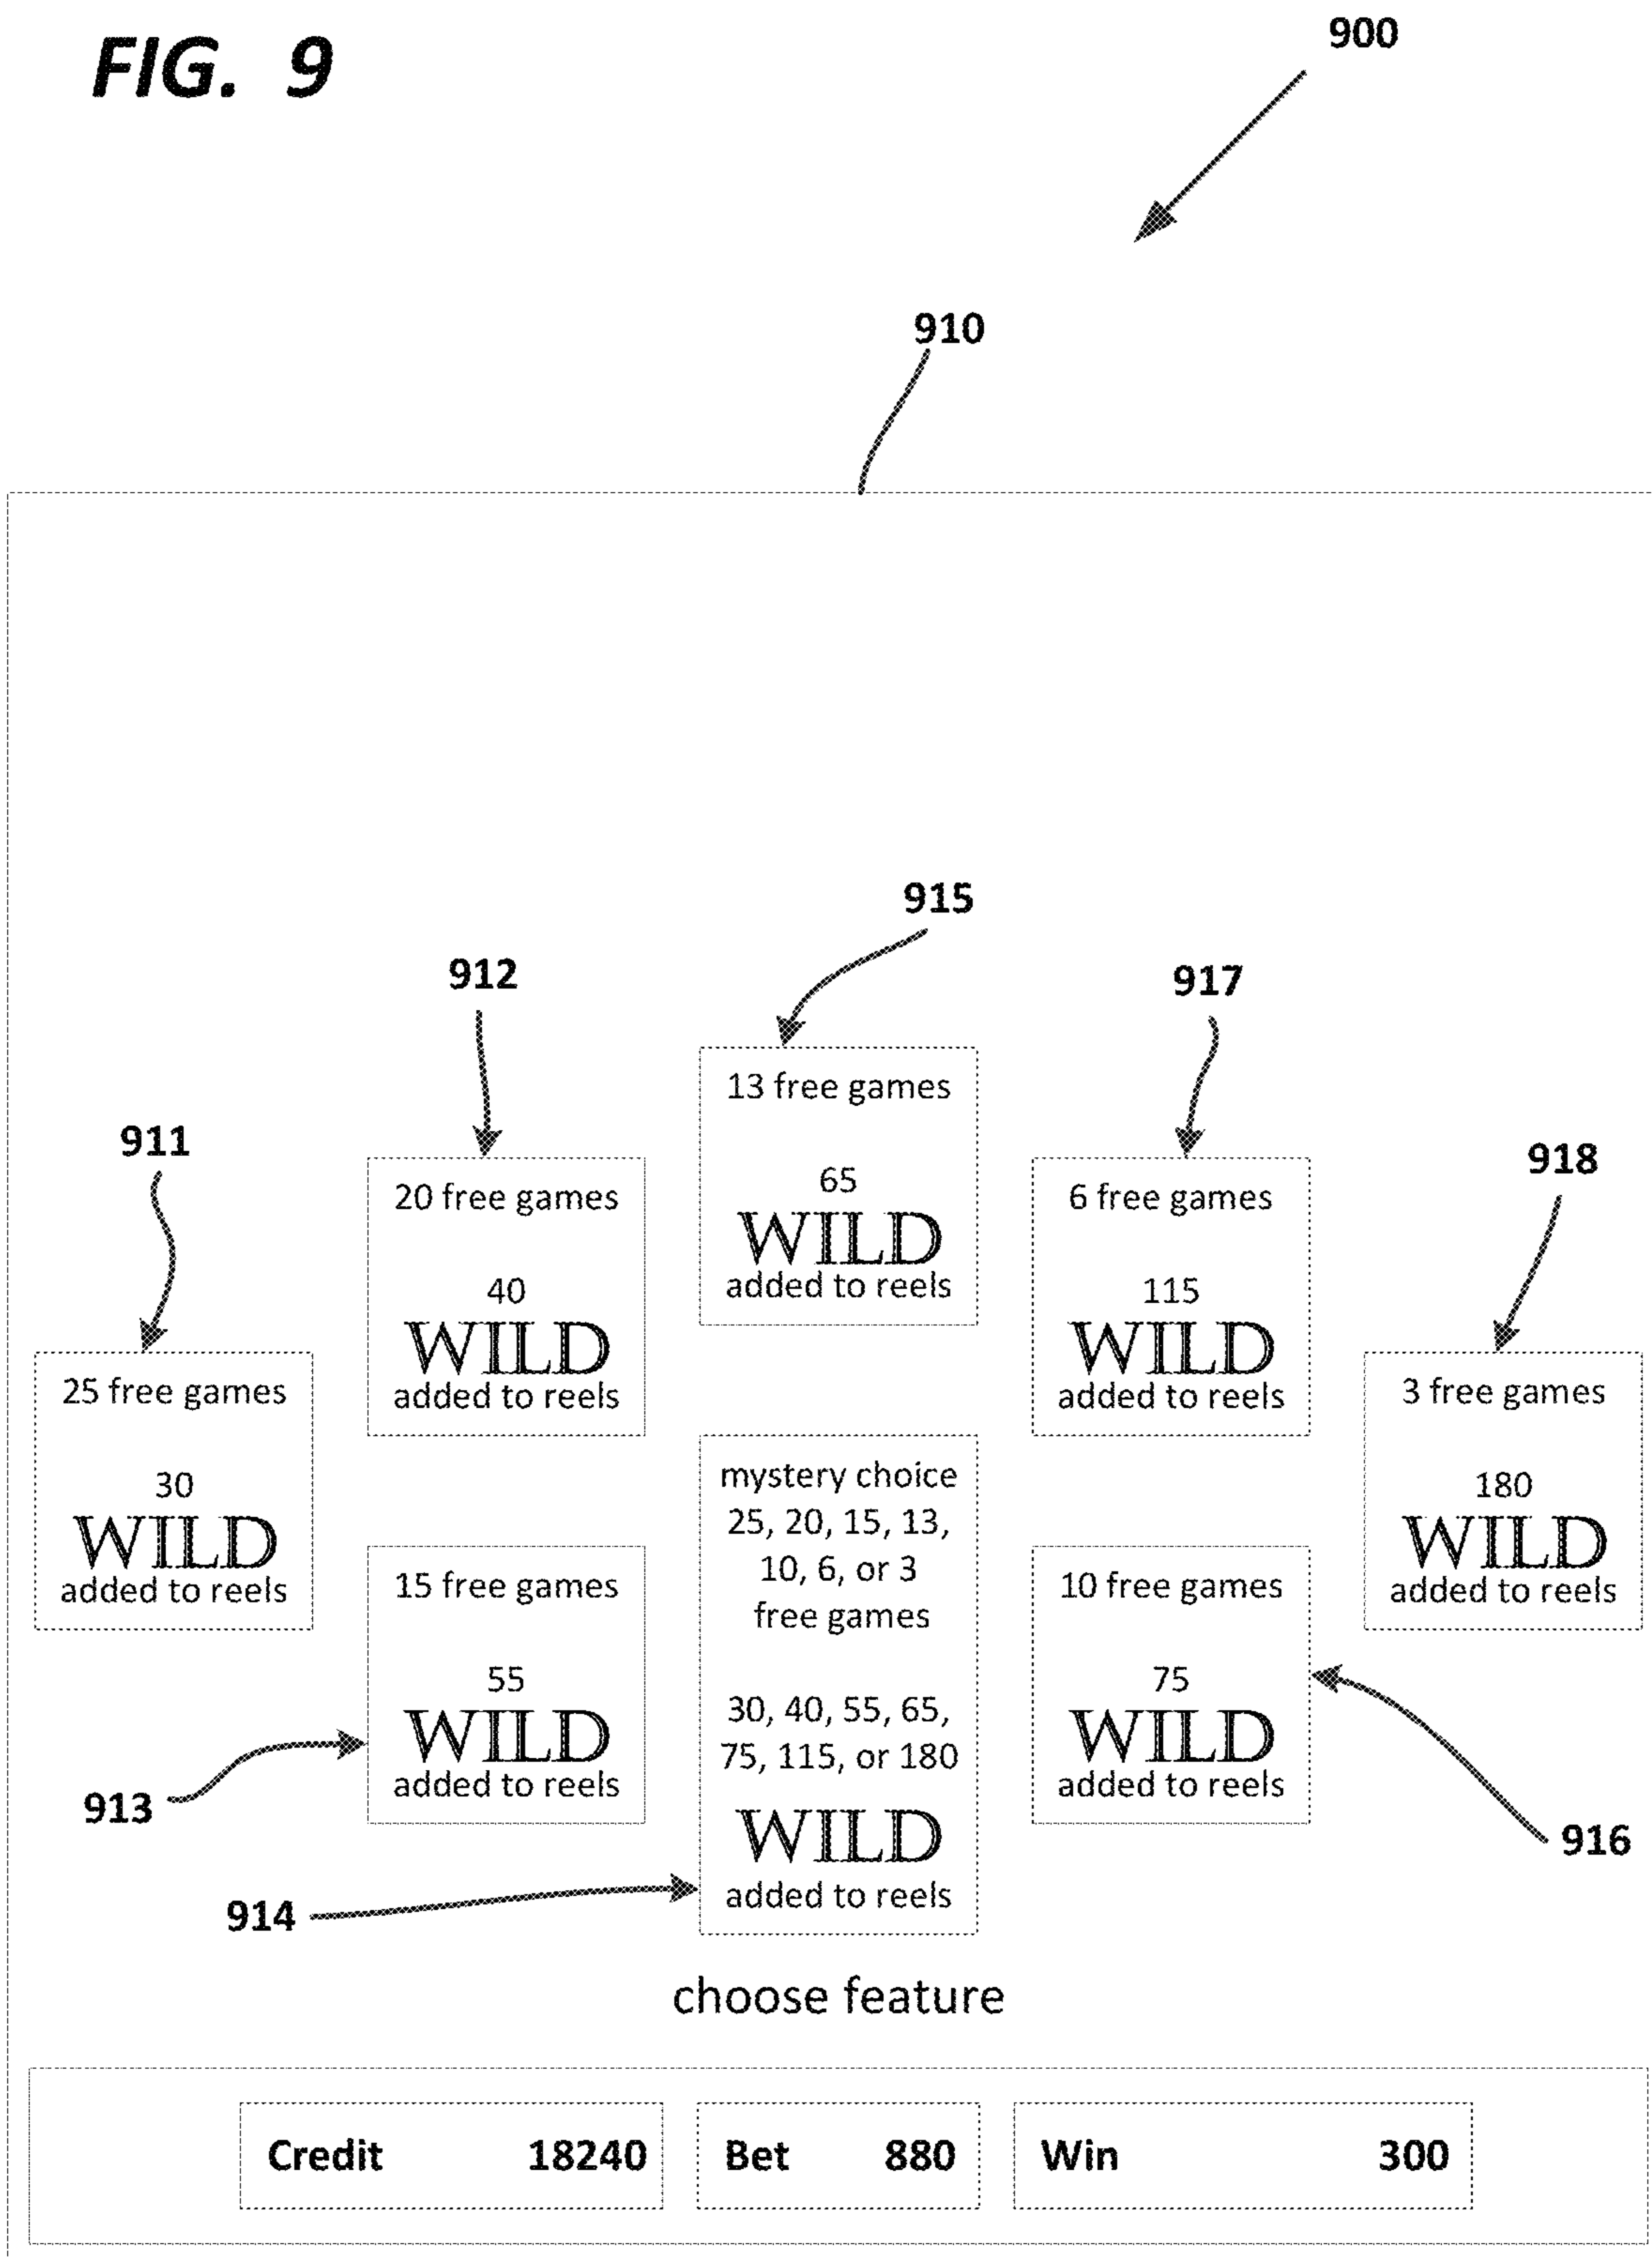 FIG. 9
900
910
915
912
917
13 free games
65
WILD
added to reels
911
918
20 free games
40
WILD
added to reels
6 free games
115
WILD
added to reels
25 free games
30
WILD
added to reels
3 free games
180
WILD
added to reels
mystery choice
25, 20, 15, 13,
10, 6, or 3
free games
30, 40, 55, 65,
75, 115, or 180
WILD
added to reels
15 free games
55
WILD
added to reels
10 free games
75
WILD
added to reels
913
916
914
choose feature
Credit 18240 Bet 880 Win 300